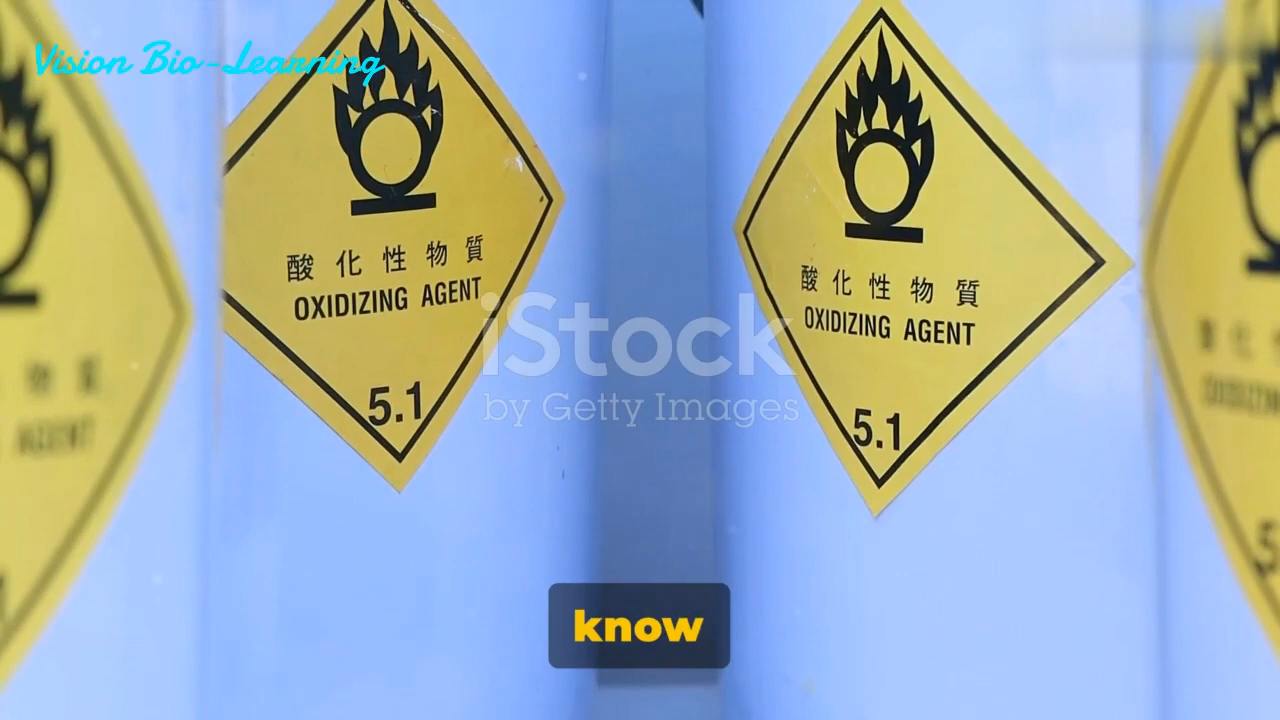 Vision Bio-Learning
酸化性物質
OXIDIZING AGENT
5.1
酸化性物質
OXIDIZING AGENT
5.1
iStock
by Getty Images
AGENT
know